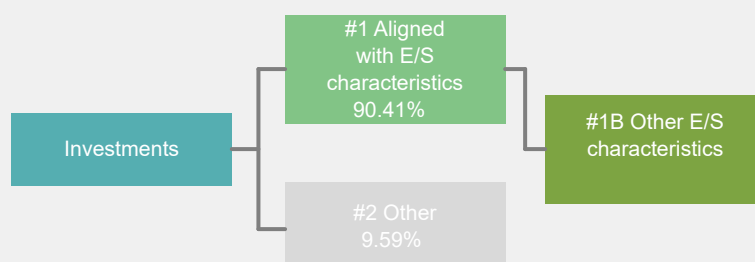 Investments
#1 Aligned
with E/S
characteristics
90.41%
#2 Other
9.59%
#1B Other E/S
characteristics